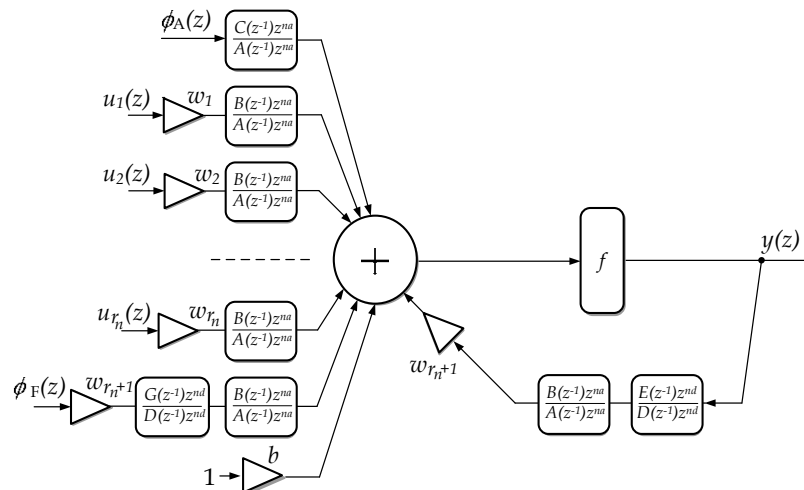 ϕA(z)
C(z-1)zna
A(z-1)zna
u1(z)
w1
B(z-1)zna
A(z-1)zna
u2(z)
w2
B(z-1)zna
A(z-1)zna
+
f
y(z)
urn(z)
wrn
B(z-1)zna
A(z-1)zna
wrn+1
ϕF(z)
wrn+1
G(z-1)znd
D(z-1)znd
B(z-1)zna
A(z-1)zna
B(z-1)zna
A(z-1)zna
E(z-1)znd
D(z-1)znd
1
b